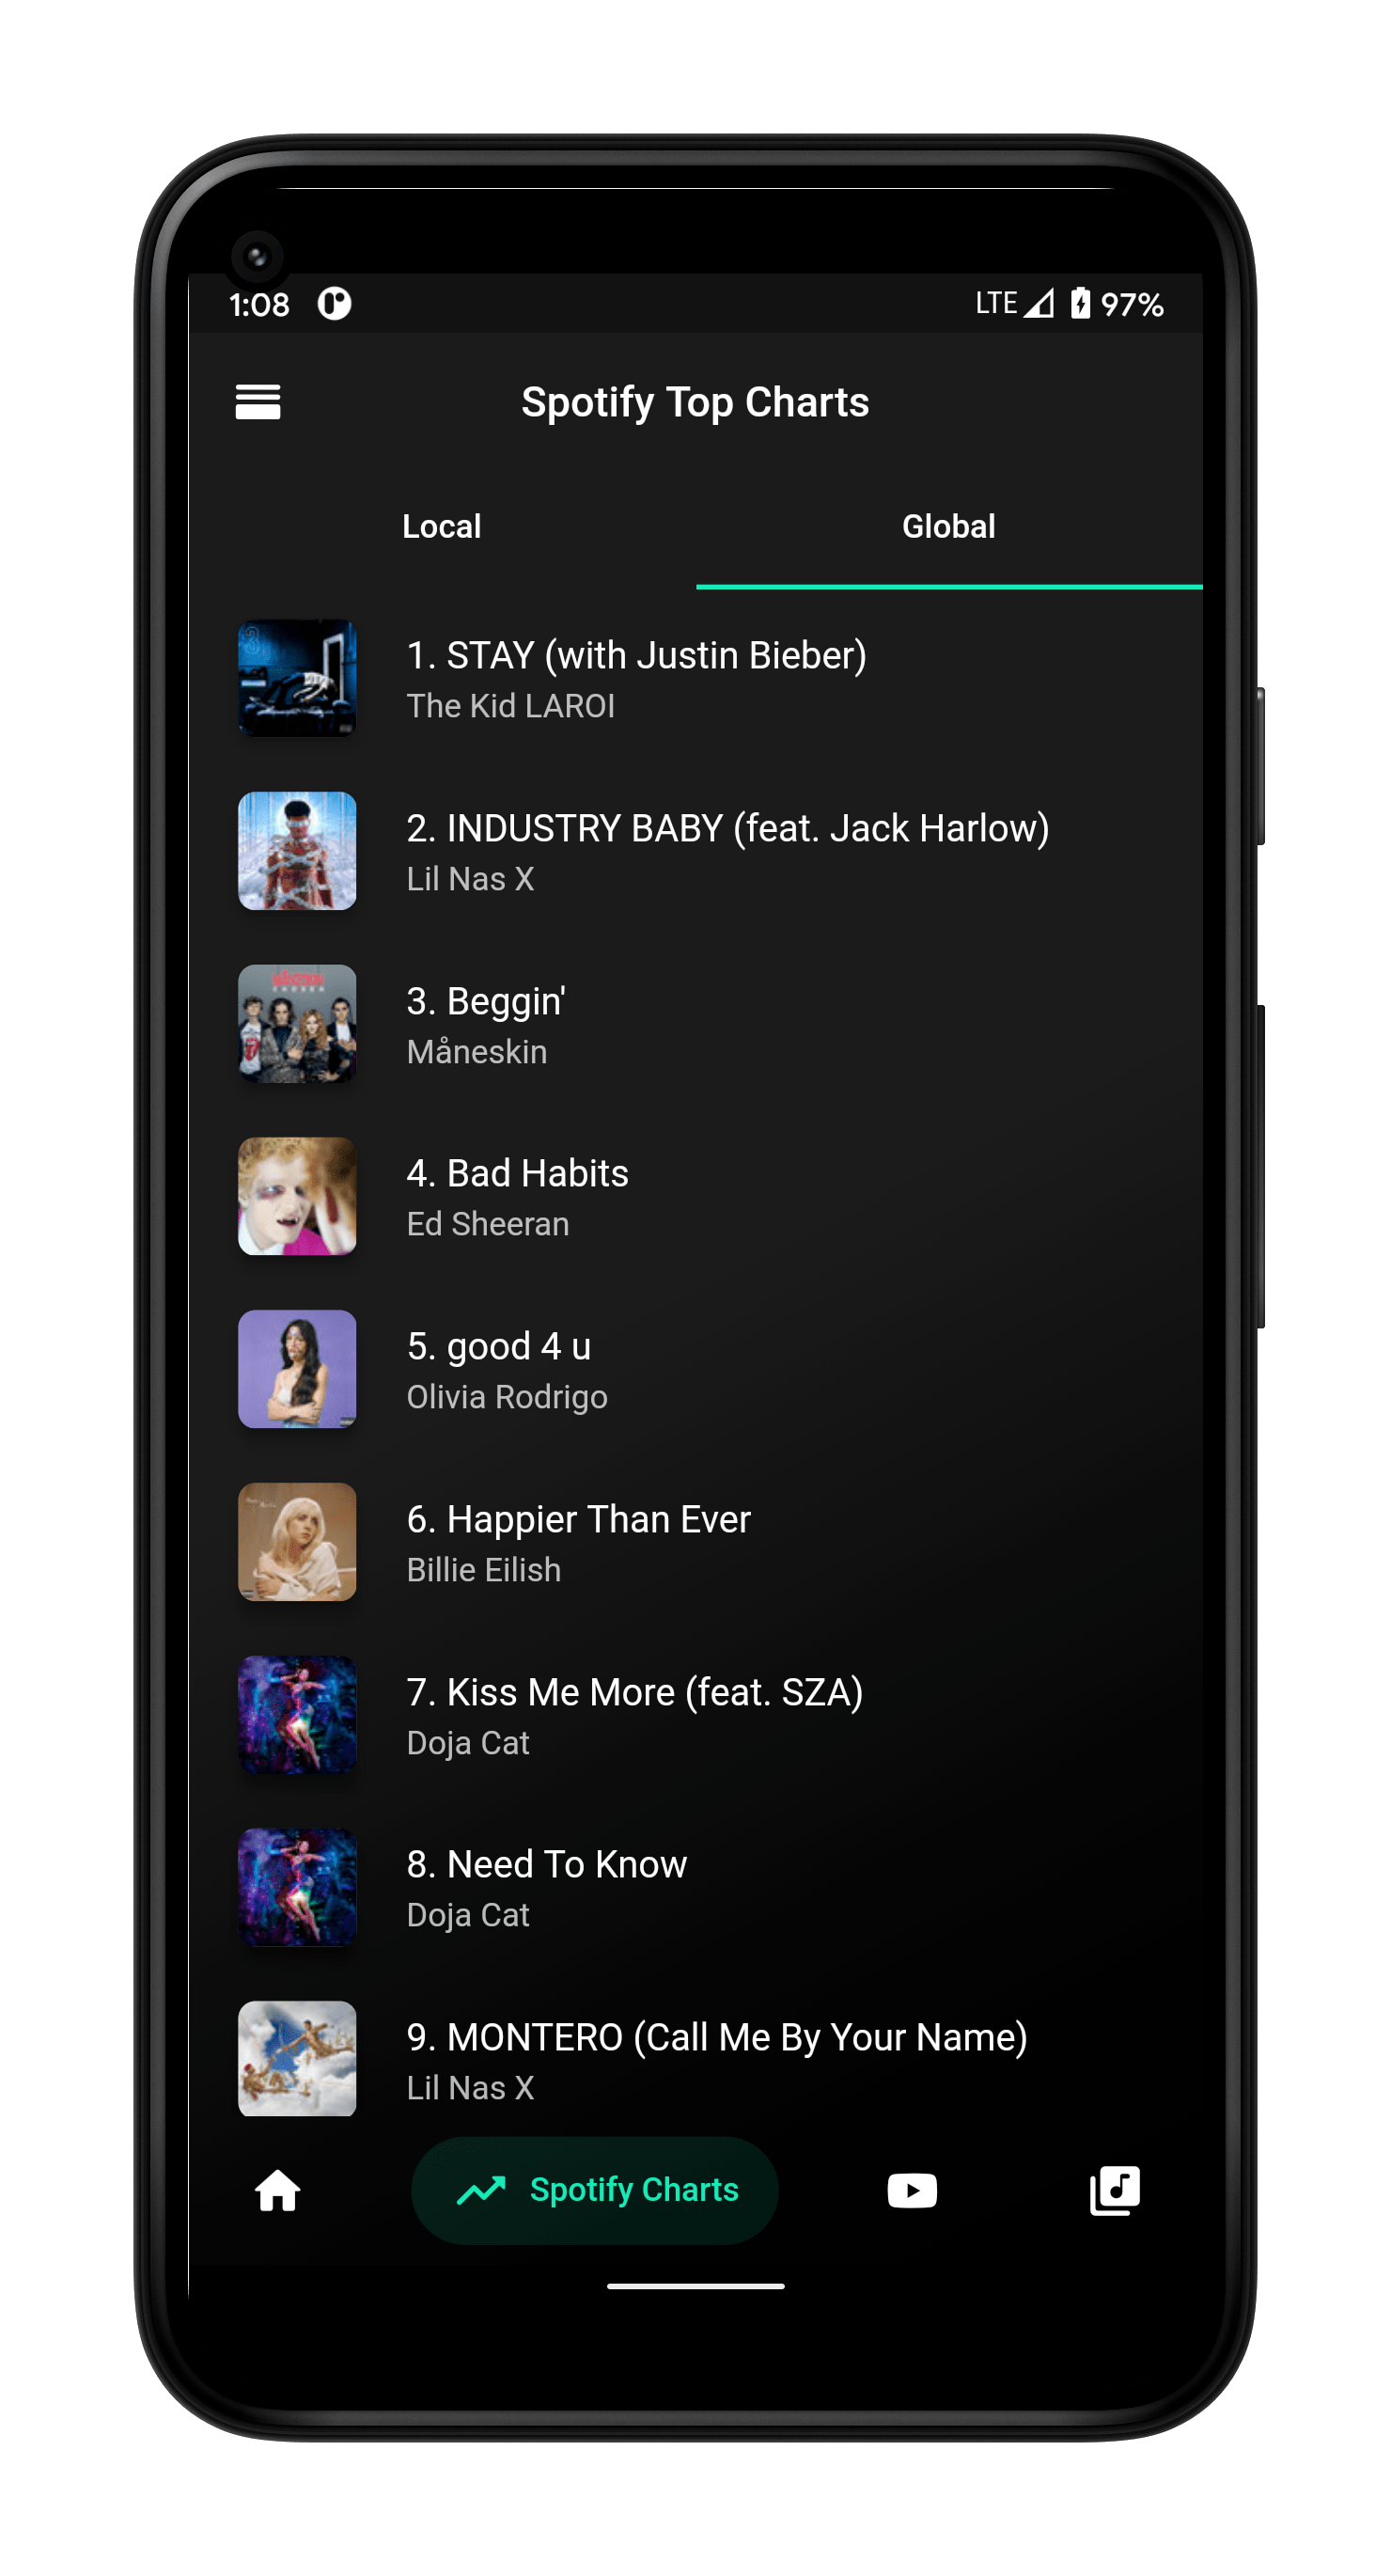 1:08
LTE 97%
Spotify Top Charts
Local
Global
1. STAY (with Justin Bieber)
The Kid LAROI
2. INDUSTRY BABY (feat. Jack Harlow)
Lil Nas X
3. Beggin'
Måneskin
4. Bad Habits
Ed Sheeran
5. good 4 u
Olivia Rodrigo
6. Happier Than Ever
Billie Eilish
7. Kiss Me More (feat. SZA)
Doja Cat
8. Need To Know
Doja Cat
9. MONTERO (Call Me By Your Name)
Lil Nas X
Spotify Charts